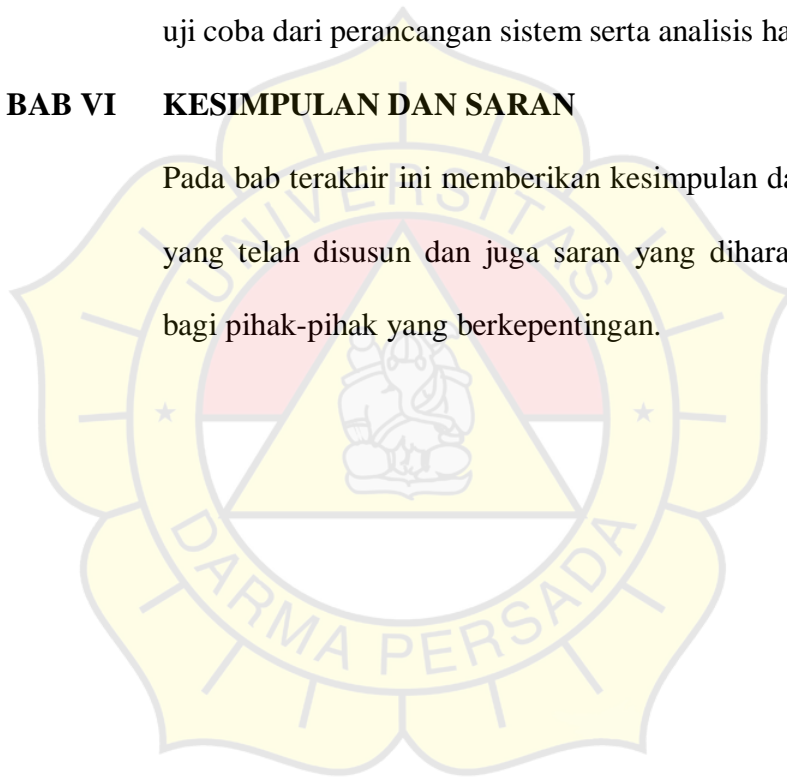 uji coba dari perancangan sistem serta analisis ha
BAB VI KESIMPULAN DAN SARAN
Pada bab terakhir ini memberikan kesimpulan da
yang telah disusun dan juga saran yang dihara
bagi pihak-pihak yang berkepentingan.
UNIVERSITAS
DARMA PERSADA